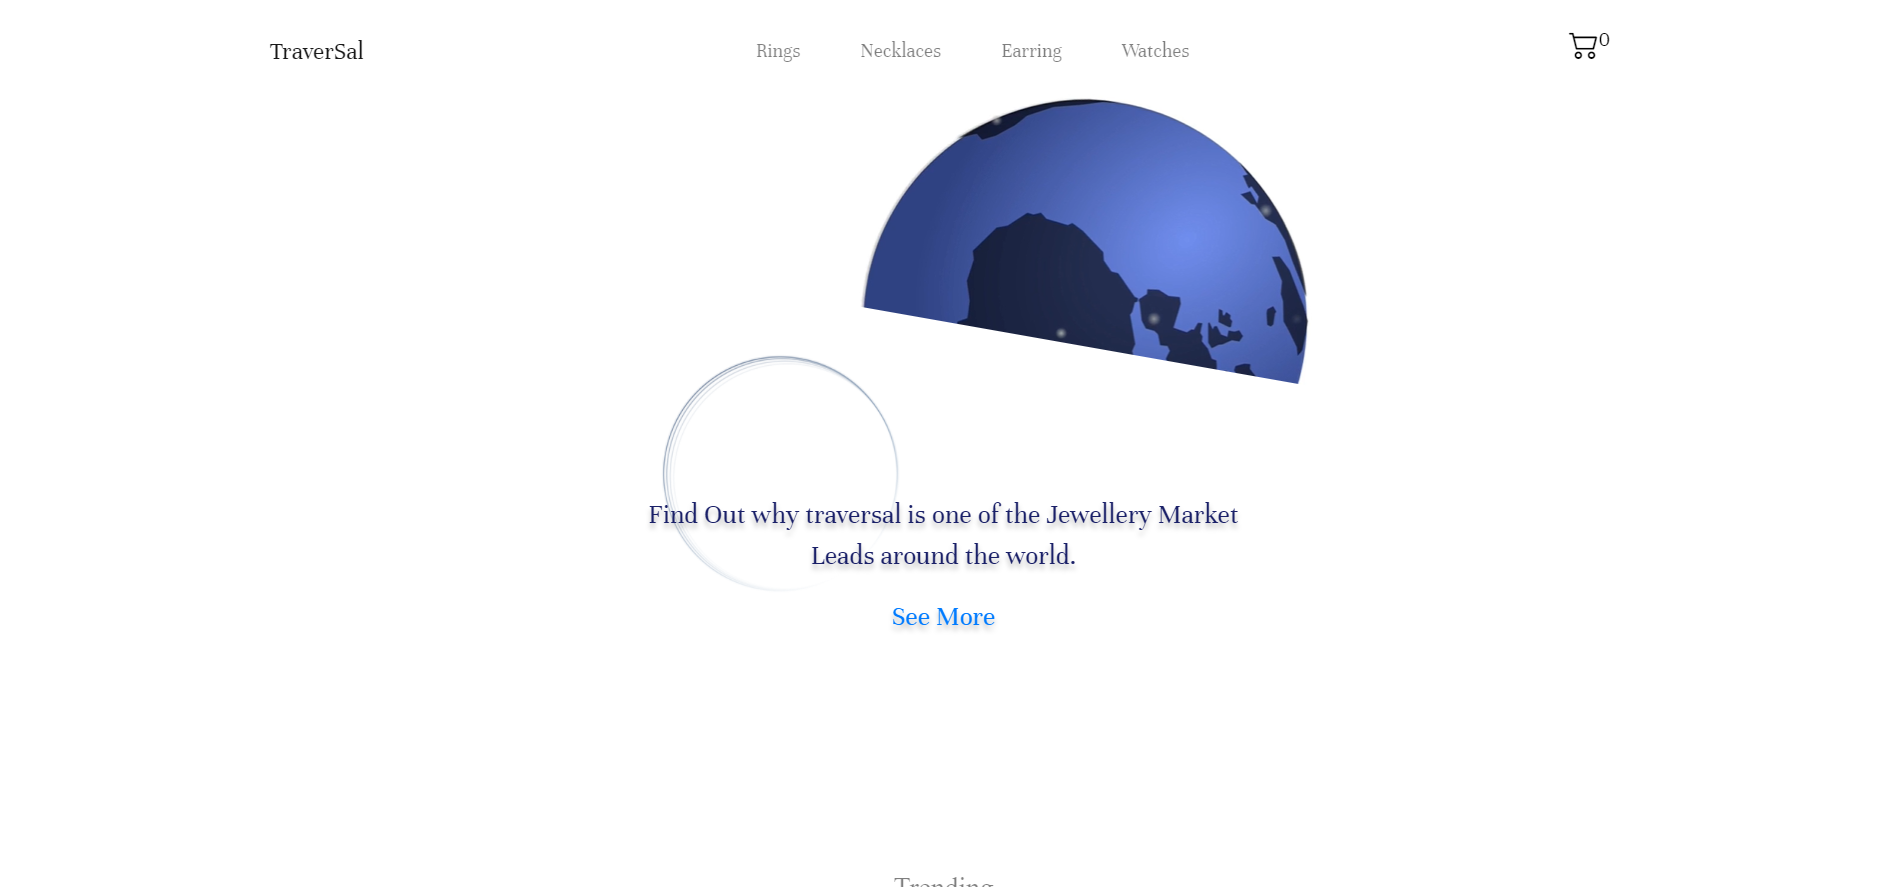 TraverSal
Rings
Necklaces
Earring
Watches
0
Find Out why traversal is one of the Jewellery Market
Leads around the world.
See More
Trending